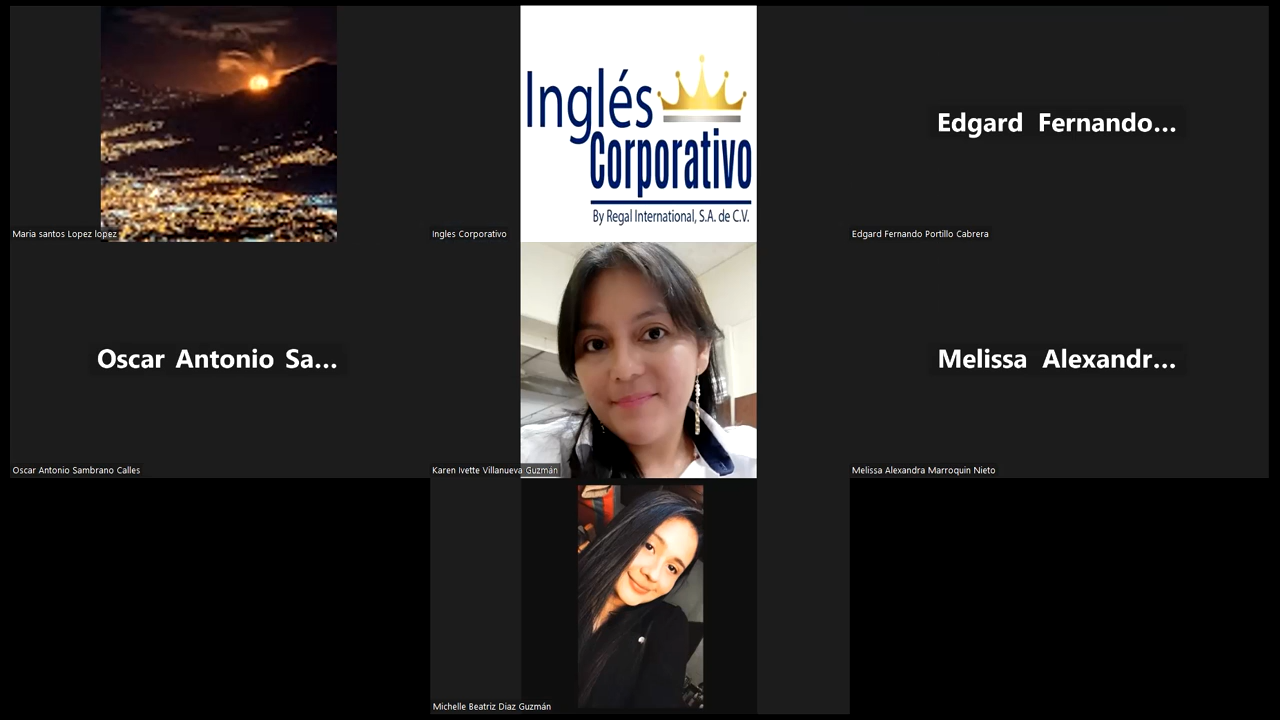 Inglés
Corporativo
By Regal International, S.A. de C.V.
Edgard Fernando...
Maria santos Lopez lopez
Ingles Corporativo
Edgard Fernando Portillo Cabrera
Oscar Antonio Sa...
Melissa Alexandr...
Oscar Antonio Sambrano Calles
Karen Ivette Villanueva Guzmán
Melissa Alexandra Marroquin Nieto
Michelle Beatriz Diaz Guzmán